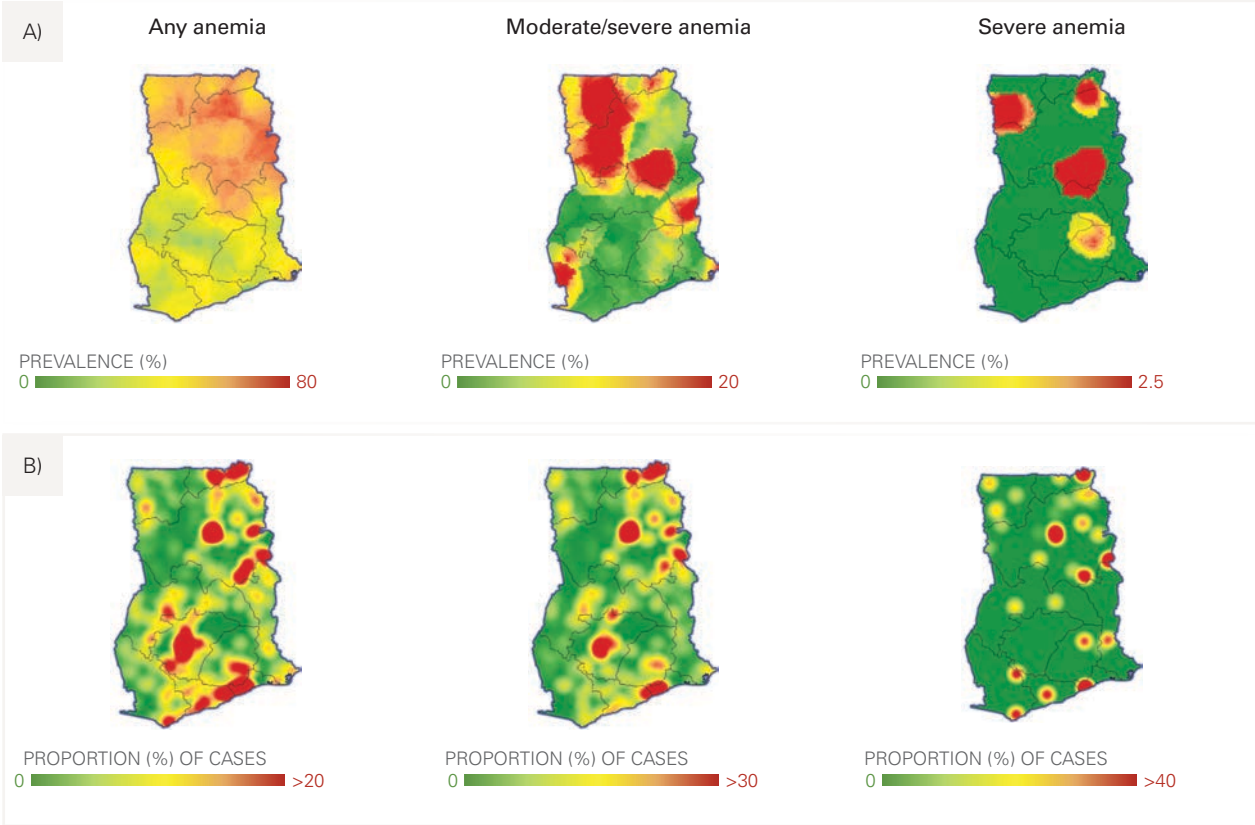 A)
Any anemia
Moderate/severe anemia
Severe anemia
PREVALENCE (%)
0 80
PREVALENCE (%)
0 20
PREVALENCE (%)
0 2.5
B)
PROPORTION (%) OF CASES
0 >20
PROPORTION (%) OF CASES
0 >30
PROPORTION (%) OF CASES
0 >40